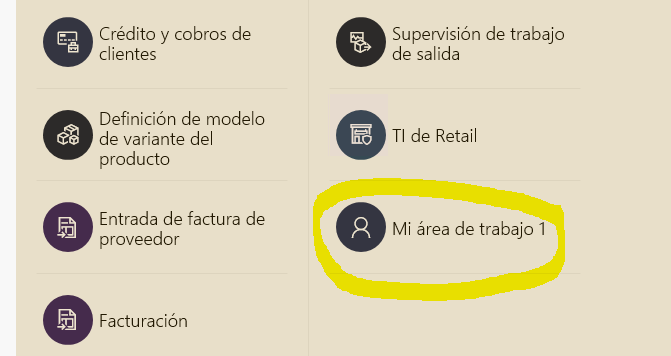 Crédito y cobros de
clientes
Definición de modelo
de variante del
producto
Entrada de factura de
proveedor
Facturación
Supervisión de trabajo
de salida
TI de Retail
Mi área de trabajo 1